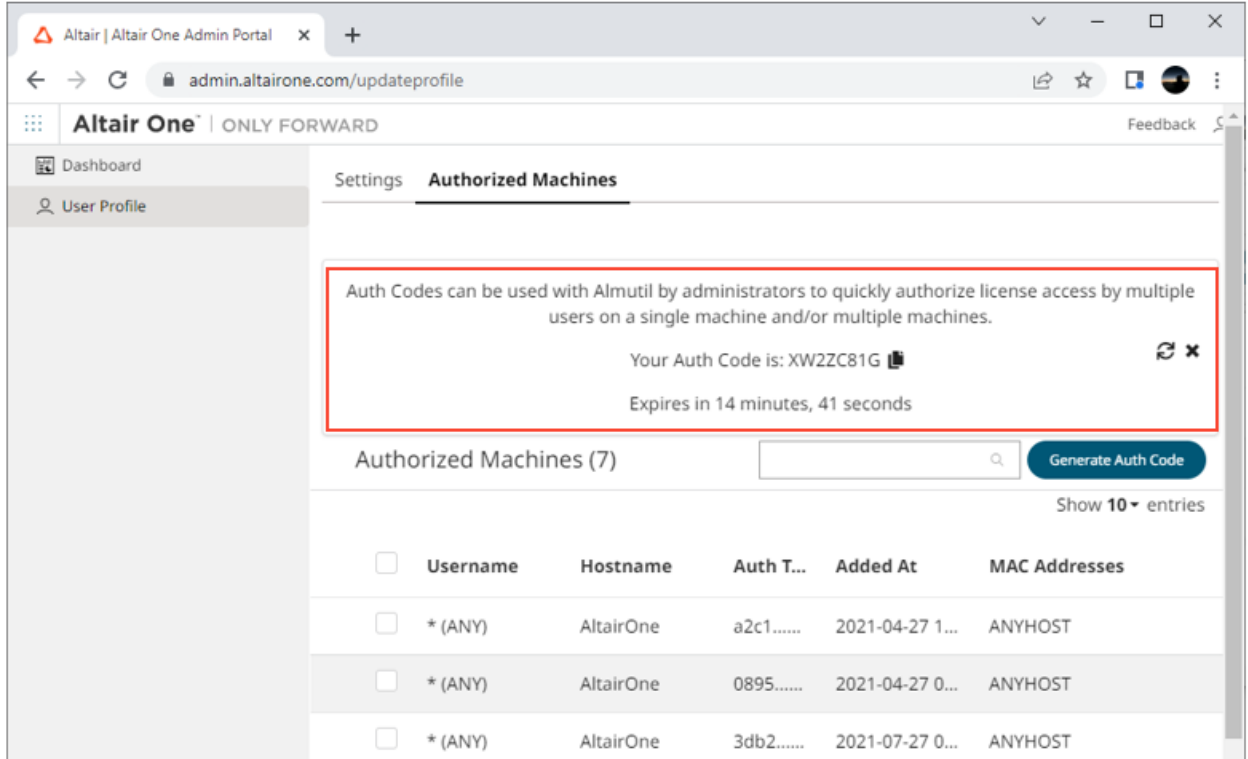 Altair | Altair One Admin Portal
admin.altairone.com/updateprofile
Altair One™ | ONLY FORWARD
Feedback
Dashboard
User Profile
Settings Authorized Machines
Auth Codes can be used with Almutil by administrators to quickly authorize license access by multiple
users on a single machine and/or multiple machines.
Your Auth Code is: XW2ZC81G
Expires in 14 minutes, 41 seconds
Authorized Machines (7)
Generate Auth Code
Show 10 entries
Username Hostname Auth T... Added At MAC Addresses
* (ANY) AltairOne a2c1...... 2021-04-27 1... ANYHOST
* (ANY) AltairOne 0895...... 2021-04-27 0... ANYHOST
* (ANY) AltairOne 3db2...... 2021-07-27 0... ANYHOST